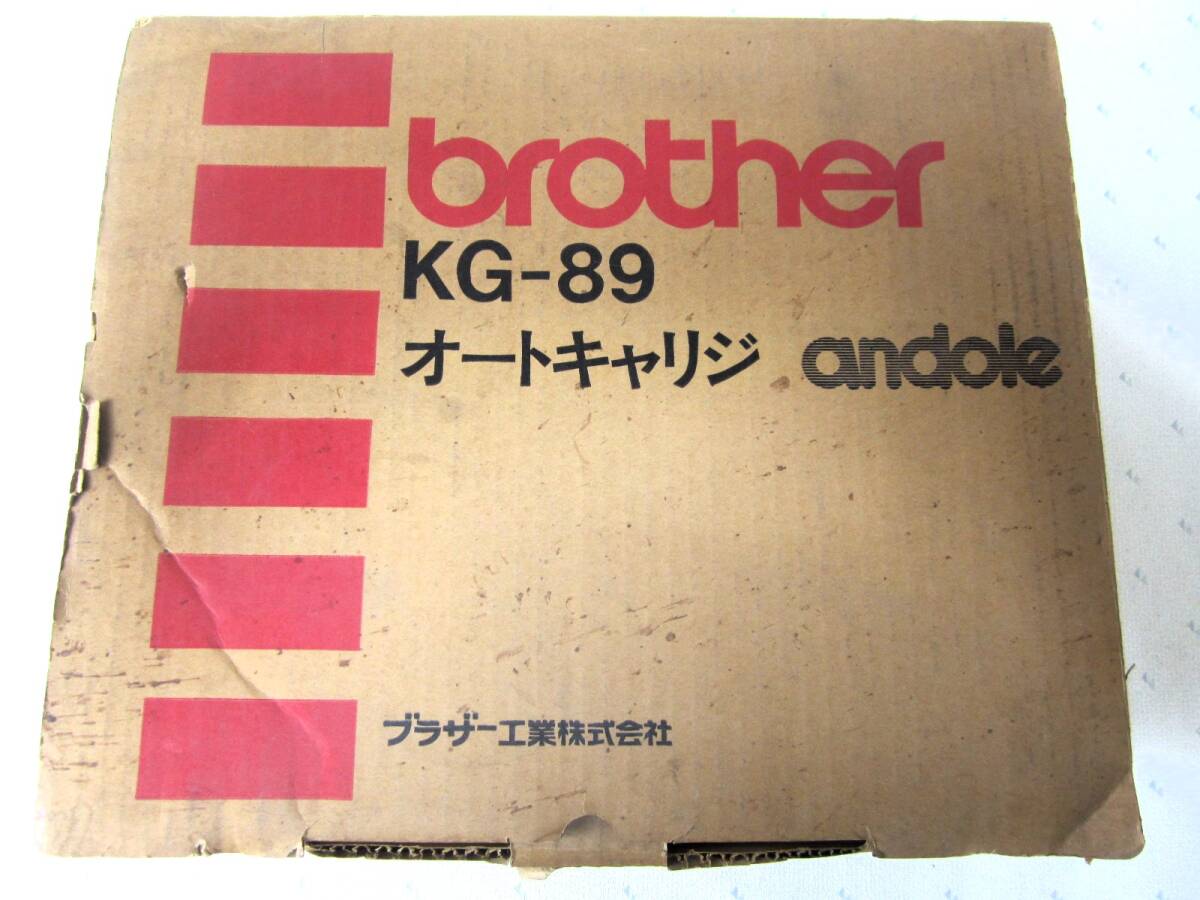 brother
KG-89
オートキャリジ andole
ブラザー工業株式会社